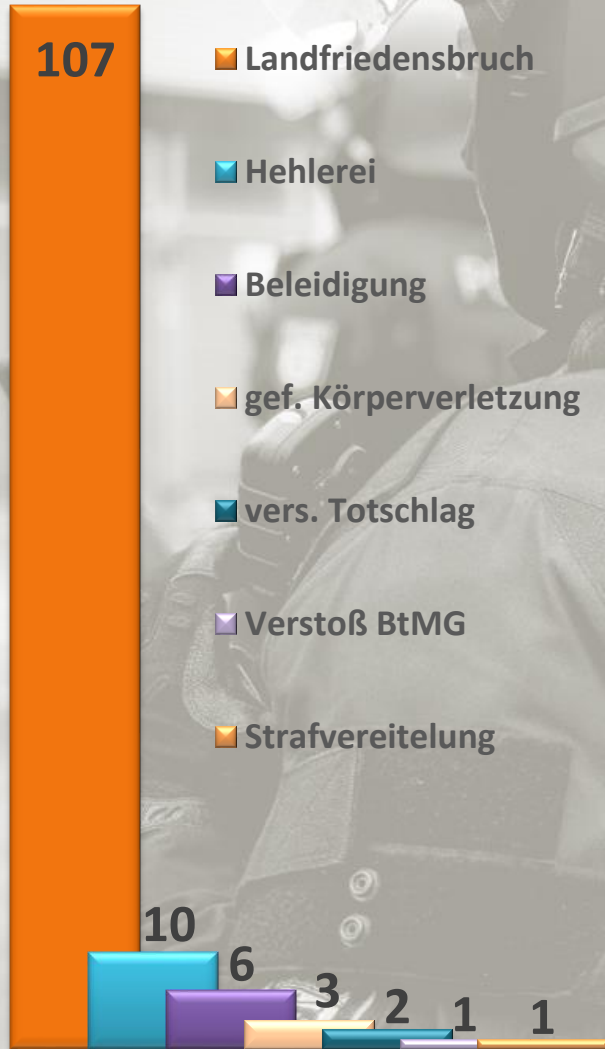 107
Landfriedensbruch
Hehlerei
Beleidigung
gef. Körperverletzung
vers. Totschlag
Verstoß BtMG
Strafvereitelung
10
6
3
2
1
1